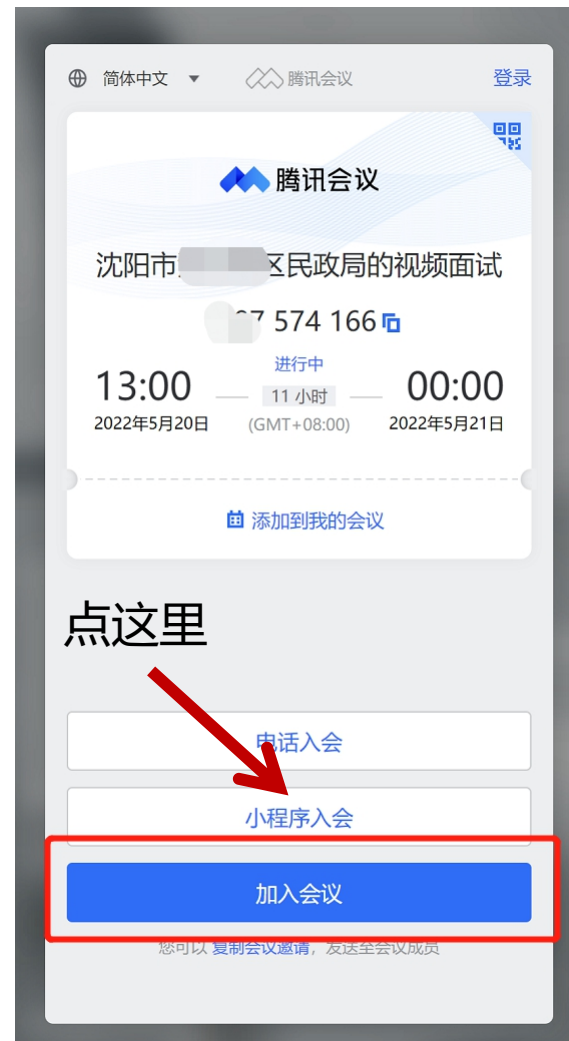 简体中文 腾讯会议 登录
腾讯会议
沈阳市 区民政局的视频面试
7 574 166
进行中
13:00 11 小时 00:00
2022年5月20日 (GMT+08:00) 2022年5月21日
添加到我的会议
点这里
电话入会
小程序入会
加入会议
您可以 复制会议邀请，发送至会议成员